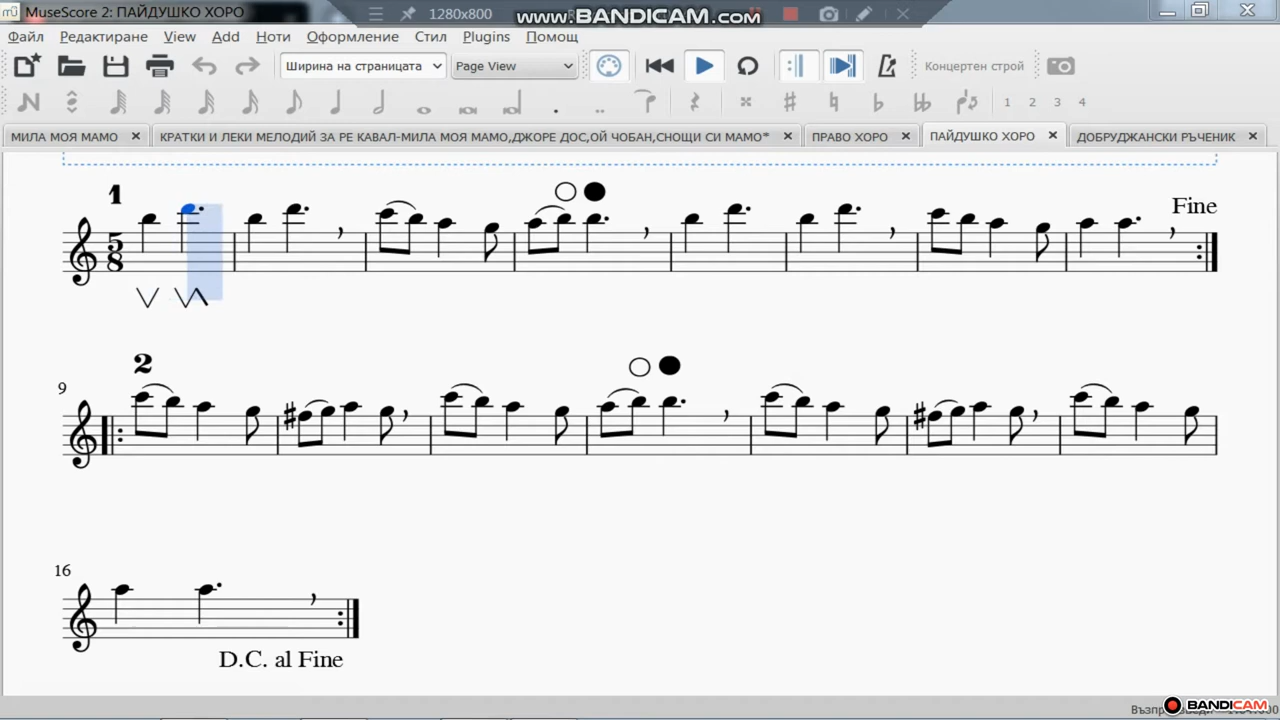 MuseScore 2: ПАЙДУШКО ХОРО
1280x800
www.BANDICAM.com
Файл Редактиране View Add Ноти Оформление Стил Plugins Помощ
Ширина на страницата Page View Концертен строй
1 2 3 4
МИЛА МОЯ МАМО КРАТКИ И ЛЕКИ МЕЛОДИЙ ЗА РЕ КАВАЛ-МИЛА МОЯ МАМО,ДЖОРЕ ДОС,ОЙ ЧОБАН,СНОЩИ СИ МАМО* ПРАВО ХОРО ПАЙДУШКО ХОРО ДОБРУДЖАНСКИ РЪЧЕНИК
1
Fine
5
8
2
9
16
D.C. al Fine
BANDICAM